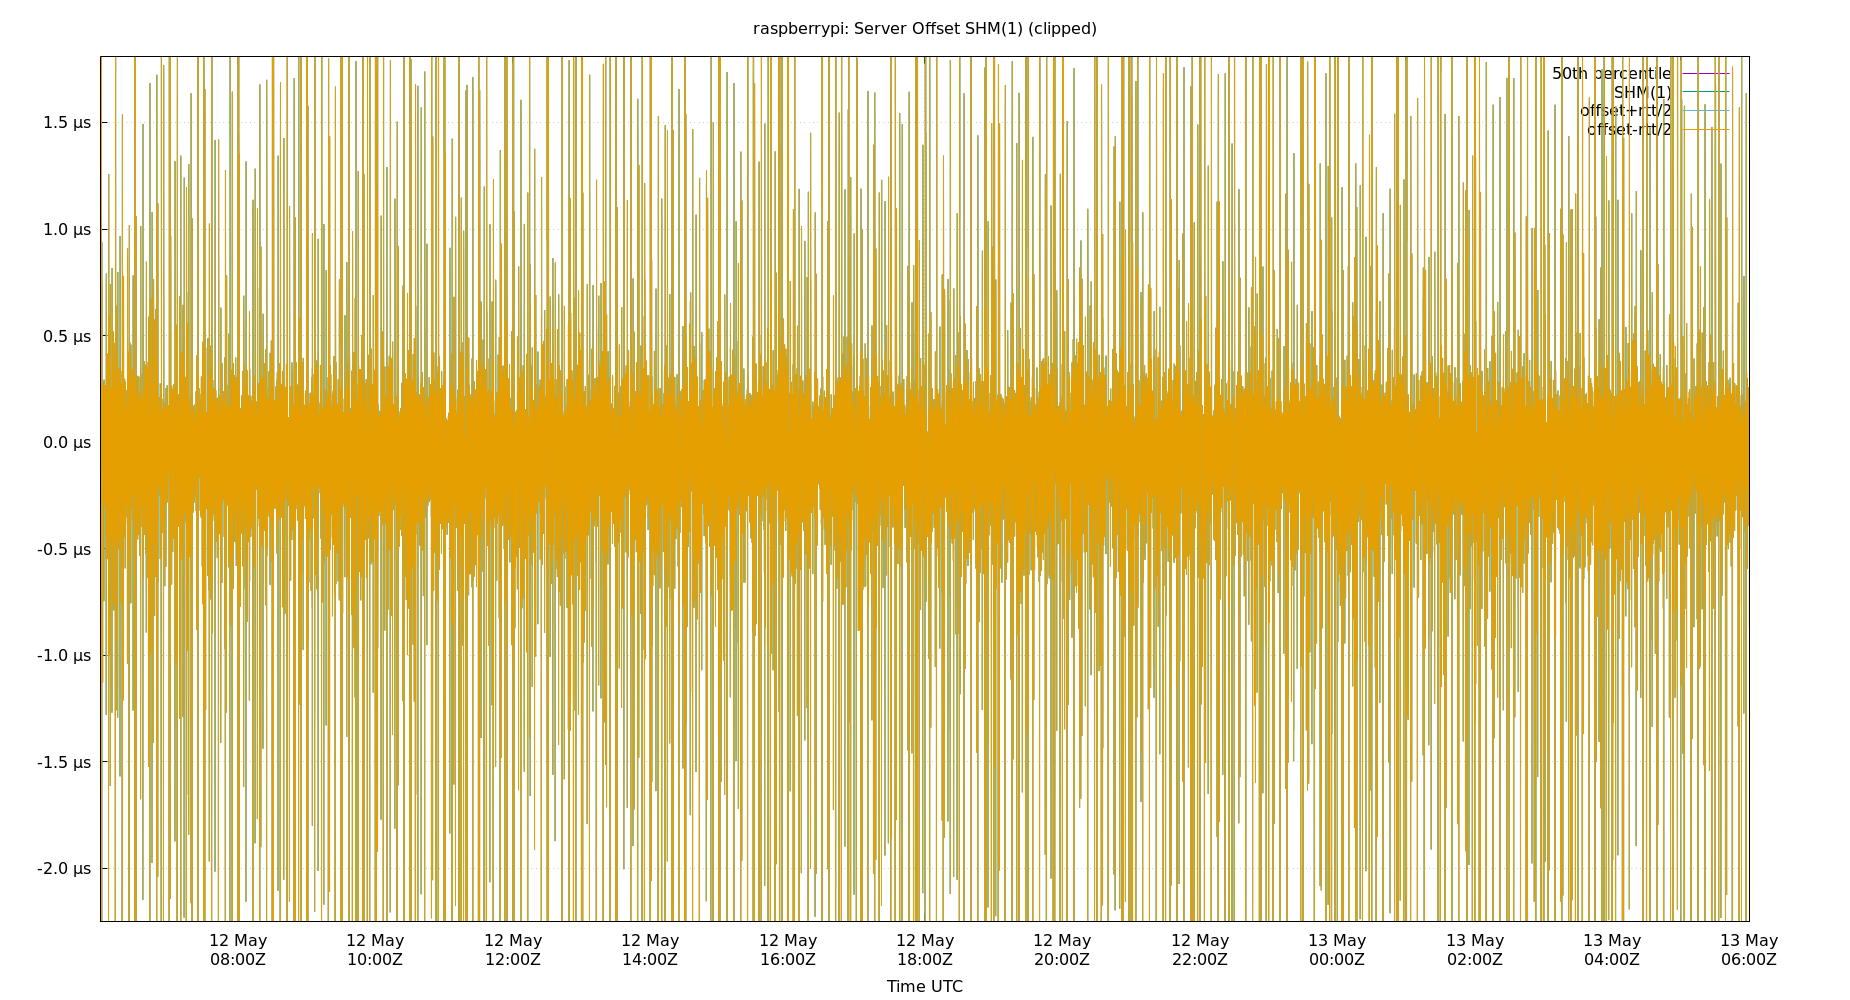 raspberrypi: Server Offset SHM(1) (clipped)
50th percentile
SHM(1)
offset+rtt/2
offset-rtt/2
1.5 µs
1.0 µs
0.5 µs
0.0 µs
-0.5 µs
-1.0 µs
-1.5 µs
-2.0 µs
12 May 12 May 12 May 12 May 12 May 12 May 12 May 12 May 13 May 13 May 13 May 13 May
08:00Z 10:00Z 12:00Z 14:00Z 16:00Z 18:00Z 20:00Z 22:00Z 00:00Z 02:00Z 04:00Z 06:00Z
Time UTC